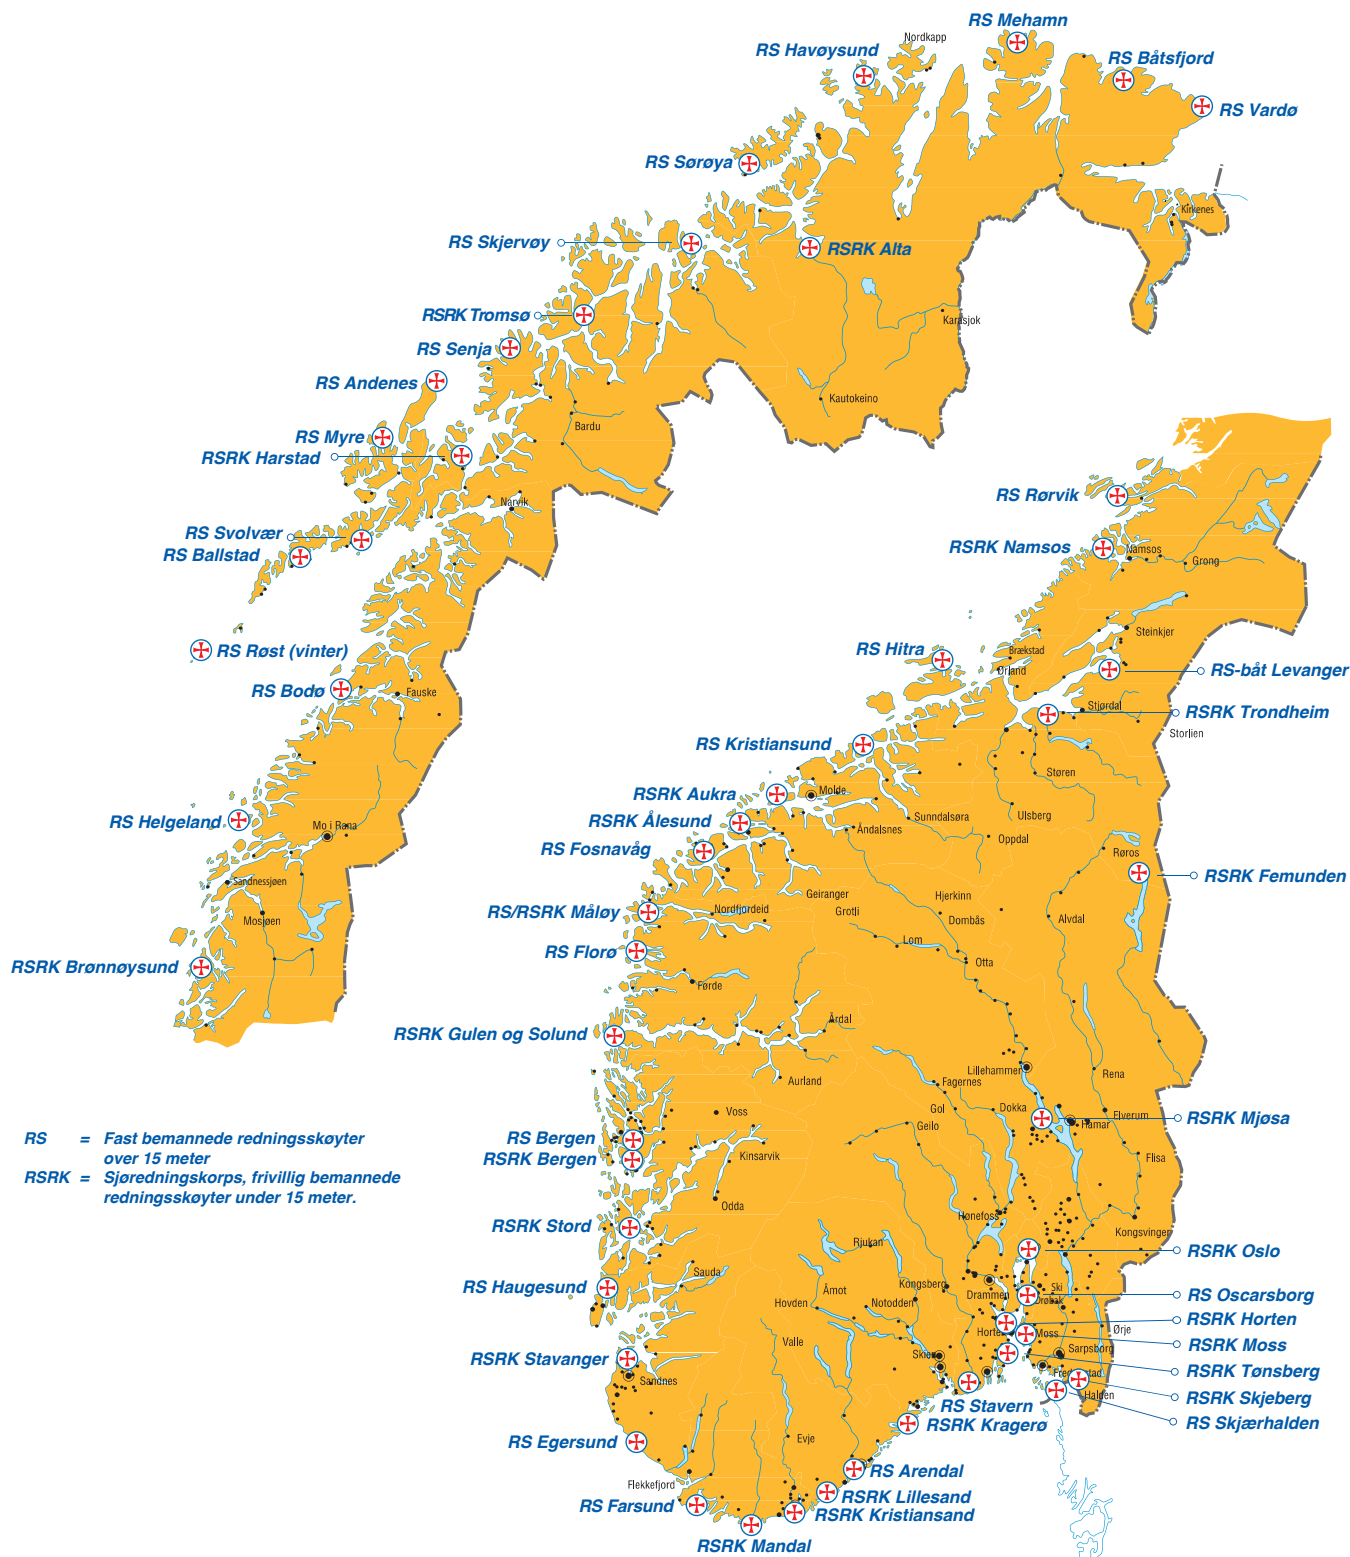 RS Mehamn
Nordkapp
RS Havøysund
RS Båtsfjord
RS Vardø
RS Sørøya
Kirkenes
RS Skjervøy
RSRK Alta
RSRK Tromsø
Karasjok
RS Senja
RS Andenes
Kautokeino
Bardu
RS Myre
RSRK Harstad
Narvik
RS Svolvær
RS Ballstad
RS Røst (vinter)
RS Bodø
Fauske
RS Helgeland
Mo i Rana
Sandnessjøen
Mosjøen
RSRK Brønnøysund
RS Rørvik
RSRK Namsos
Namsos
Grong
Steinkjer
RS Hitra
Brækstad
Ørland
RS-båt Levanger
Stjørdal
RSRK Trondheim
Storlien
RS Kristiansund
Støren
RSRK Aukra
Molde
RSRK Ålesund
Åndalsnes
Sunndalsøra
Ulsberg
Oppdal
RS Fosnavåg
Røros
RSRK Femunden
Geiranger
Hjerkinn
Grotli
Dombås
Alvdal
RS/RSRK Måløy
Nordfjordeid
Lom
Otta
RS Florø
Førde
Årdal
RSRK Gulen og Solund
Aurland
Lillehammer
Fagernes
Rena
Gol
Dokka
Elverum
Hamar
RSRK Mjøsa
Voss
Geilo
RS Bergen
RSRK Bergen
Kinsarvik
Flisa
Odda
RSRK Stord
Hønefoss
Kongsvinger
Rjukan
RSRK Oslo
Sauda
RS Haugesund
Åmot
Kongsberg
Drammen
Ski
Drøbak
RS Oscarsborg
Hovden
Notodden
RSRK Horten
Horten
Moss
Ørje
RSRK Moss
Valle
Skien
Sarpsborg
RSRK Stavanger
RSRK Tønsberg
Sandnes
Fredrikstad
Halden
RSRK Skjeberg
RS Stavern
RSRK Kragerø
RS Skjærhalden
RS Egersund
Evje
RS Arendal
Flekkefjord
RSRK Lillesand
RS Farsund
RSRK Kristiansand
RSRK Mandal
RS = Fast bemannede redningsskøyter
over 15 meter
RSRK = Sjøredningskorps, frivillig bemannede
redningsskøyter under 15 meter.